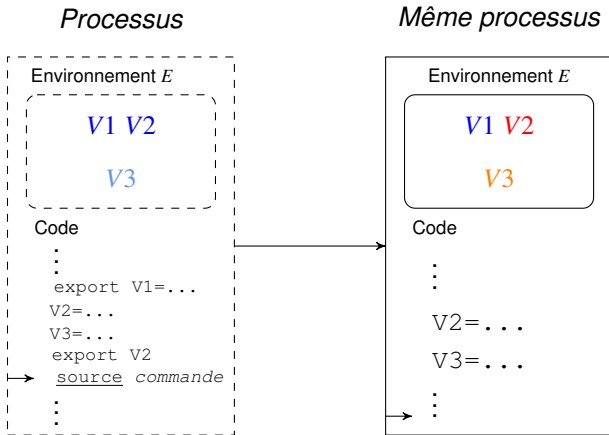 Processus
Environnement E
V1 V2
V3
Code
⋮
export V1=...
V2=...
V3=...
export V2
source commande
⋮
Même processus
Environnement E
V1 V2
V3
Code
⋮
V2=...
V3=...
⋮